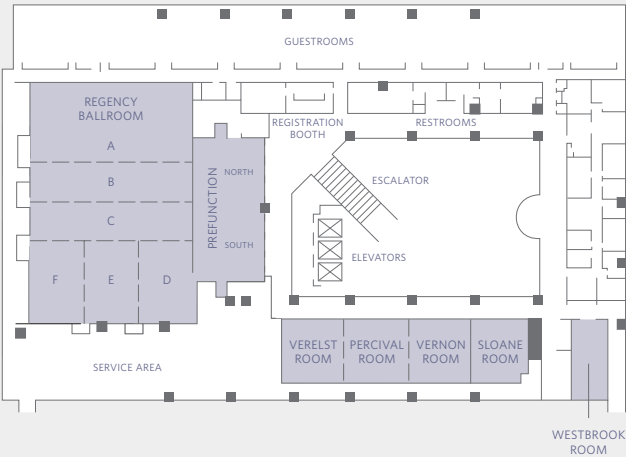 GUESTROOMS
REGENCY
BALLROOM
A
B
C
F
E
D
PREFUNCTION
NORTH
SOUTH
REGISTRATION
BOOTH
RESTROOMS
ESCALATOR
ELEVATORS
SERVICE AREA
VERELST
ROOM
PERCIVAL
ROOM
VERNON
ROOM
SLOANE
ROOM
WESTBROOK
ROOM